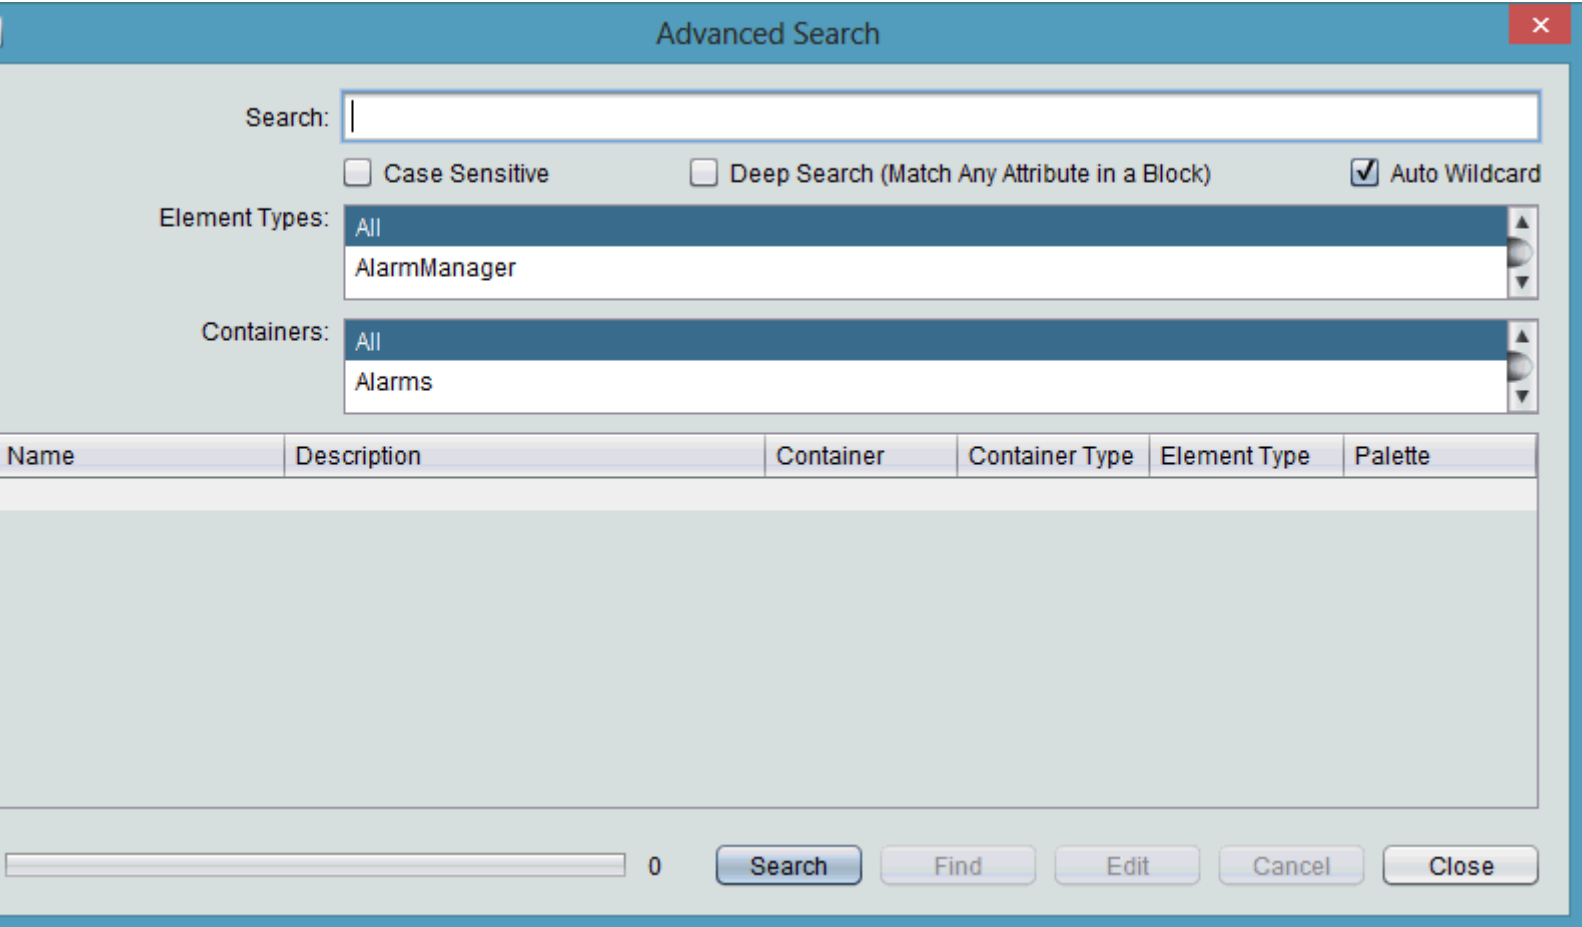 Advanced Search
Search:
Case Sensitive Deep Search (Match Any Attribute in a Block) Auto Wildcard
Element Types: All
AlarmManager
Containers: All
Alarms
Name Description Container Container Type Element Type Palette
0 Search Find Edit Cancel Close